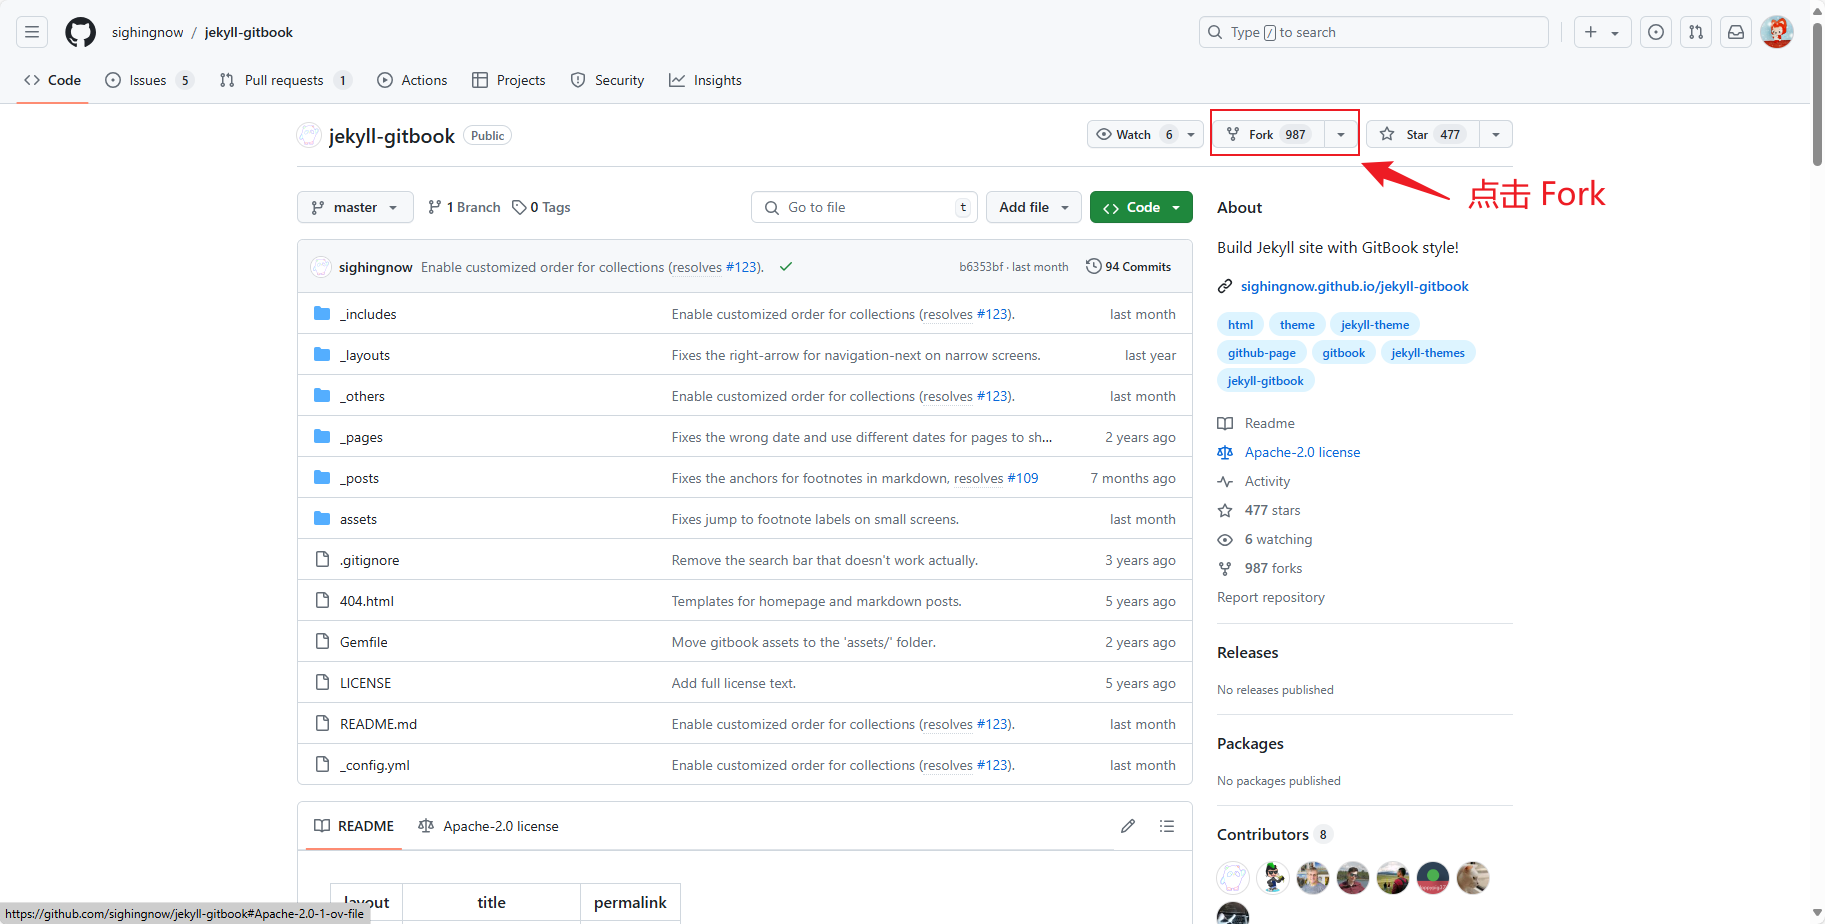 sighingnow / jekyll-gitbook
Type / to search
Code
Issues 5
Pull requests 1
Actions
Projects
Security
Insights
jekyll-gitbook Public
Watch 6
Fork 987
Star 477
点击 Fork
master
1 Branch
0 Tags
Go to file t
Add file
Code
sighingnow Enable customized order for collections (resolves #123). b6353bf · last month 94 Commits
_includes Enable customized order for collections (resolves #123). last month
_layouts Fixes the right-arrow for navigation-next on narrow screens. last year
_others Enable customized order for collections (resolves #123). last month
_pages Fixes the wrong date and use different dates for pages to sh... 2 years ago
_posts Fixes the anchors for footnotes in markdown, resolves #109 7 months ago
assets Fixes jump to footnote labels on small screens. last month
.gitignore Remove the search bar that doesn't work actually. 3 years ago
404.html Templates for homepage and markdown posts. 5 years ago
Gemfile Move gitbook assets to the 'assets/' folder. 2 years ago
LICENSE Add full license text. 5 years ago
README.md Enable customized order for collections (resolves #123). last month
_config.yml Enable customized order for collections (resolves #123). last month
README
Apache-2.0 license
layout title permalink
About
Build Jekyll site with GitBook style!
sighingnow.github.io/jekyll-gitbook
html theme jekyll-theme
github-page gitbook jekyll-themes
jekyll-gitbook
Readme
Apache-2.0 license
Activity
477 stars
6 watching
987 forks
Report repository
Releases
No releases published
Packages
No packages published
Contributors 8
https://github.com/sighingnow/jekyll-gitbook#Apache-2.0-1-ov-file